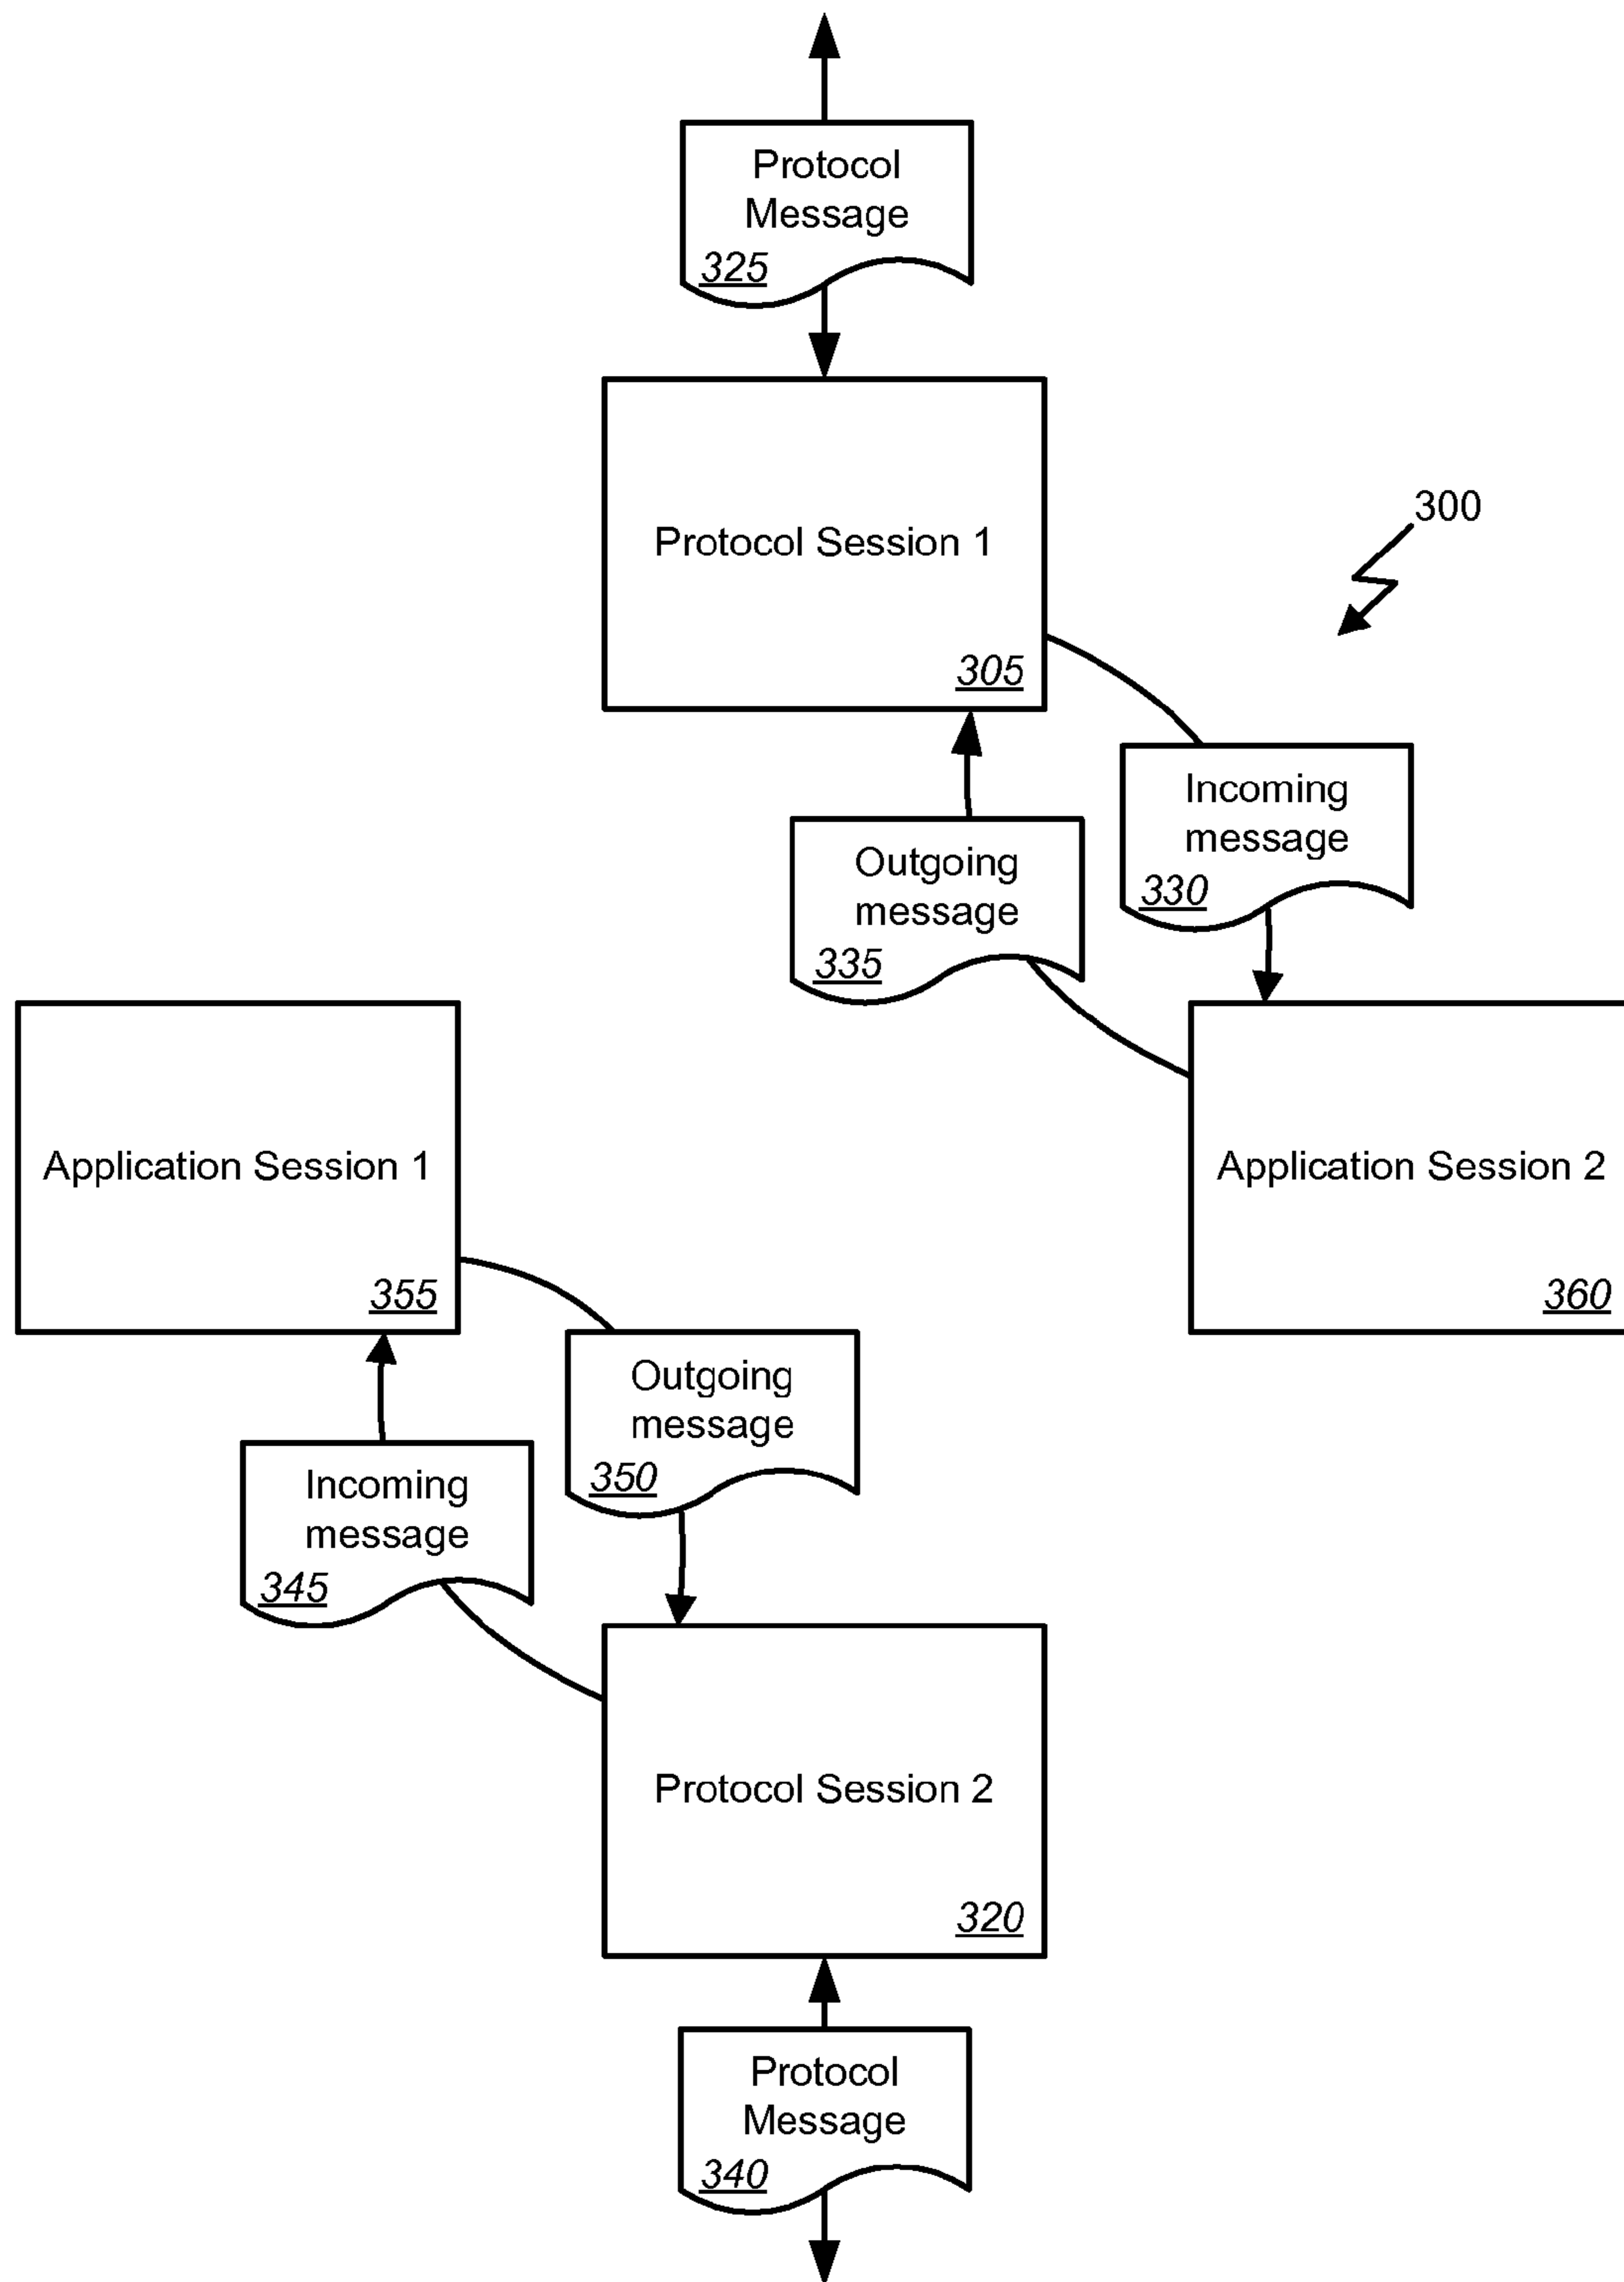 Protocol
Message
325
Protocol Session 1
305
300
Incoming
message
330
Outgoing
message
335
Application Session 1
355
Application Session 2
360
Outgoing
message
350
Incoming
message
345
Protocol Session 2
320
Protocol
Message
340